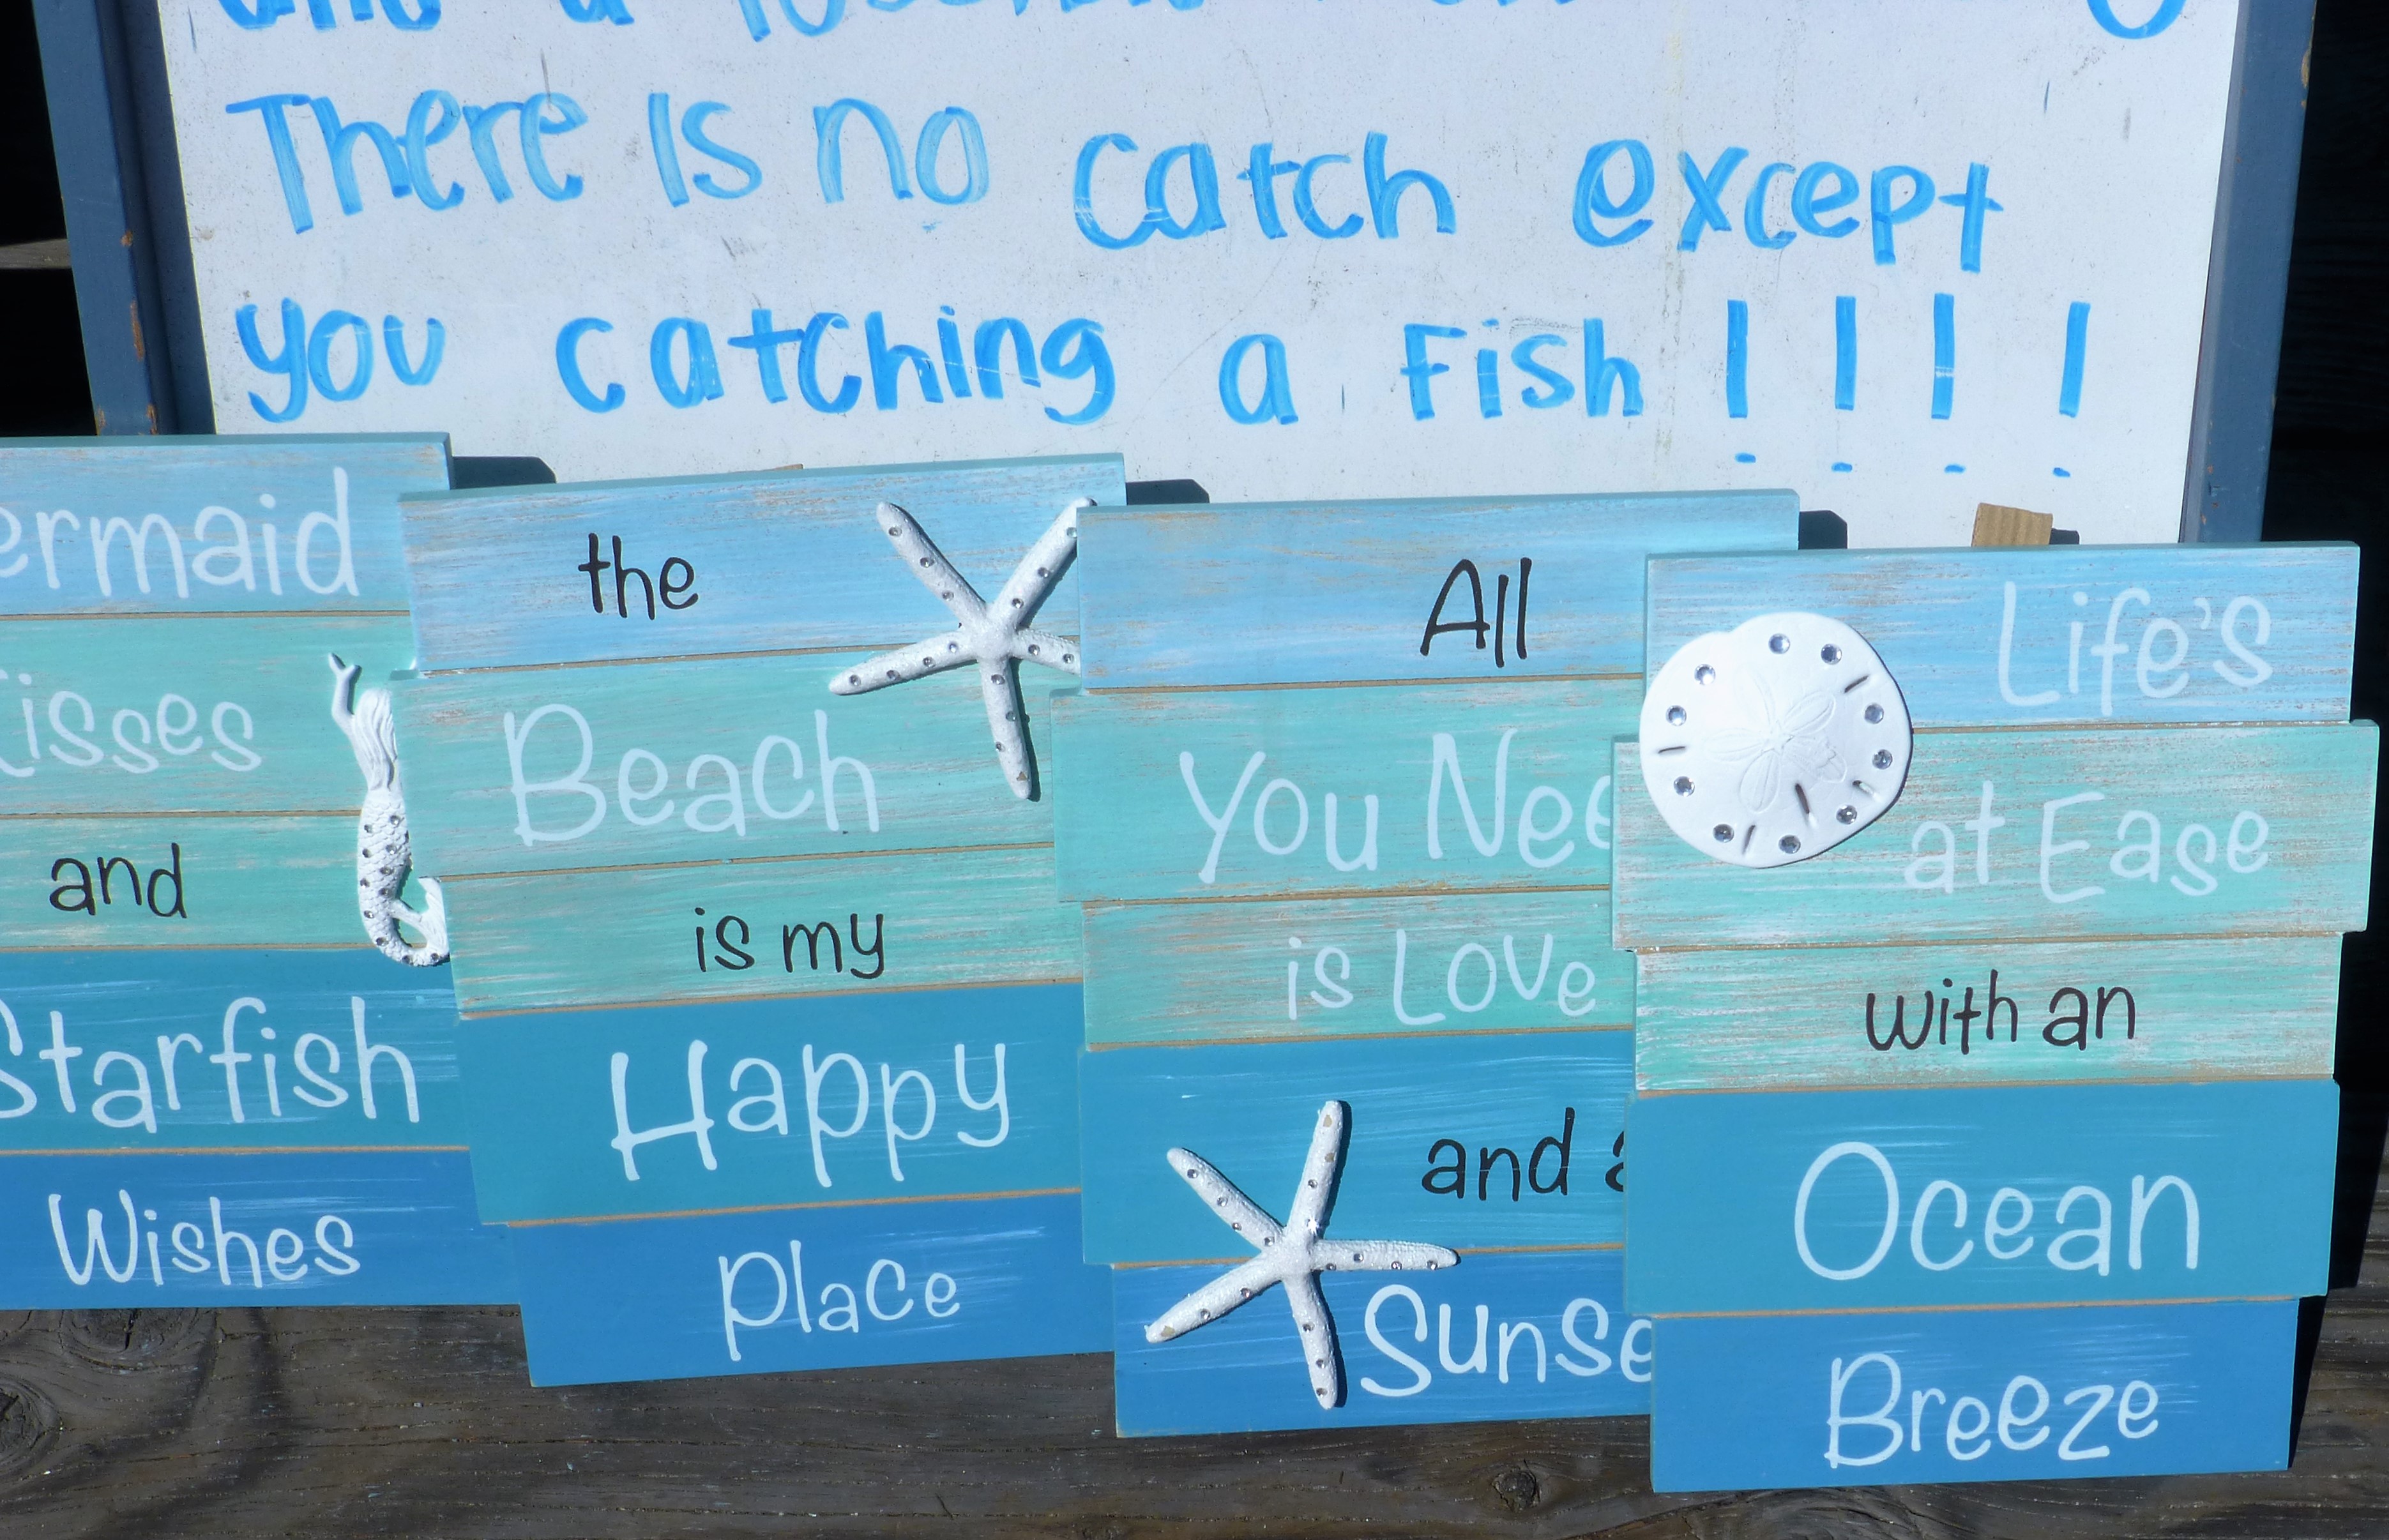 and a
There is no catch except
you catching a Fish ! ! ! !
ermaid
isses
and
Starfish
Wishes
the
Beach
is my
Happy
Place
All
You Nee
is Love
and a
Sunse
Life's
at Ease
with an
Ocean
Breeze